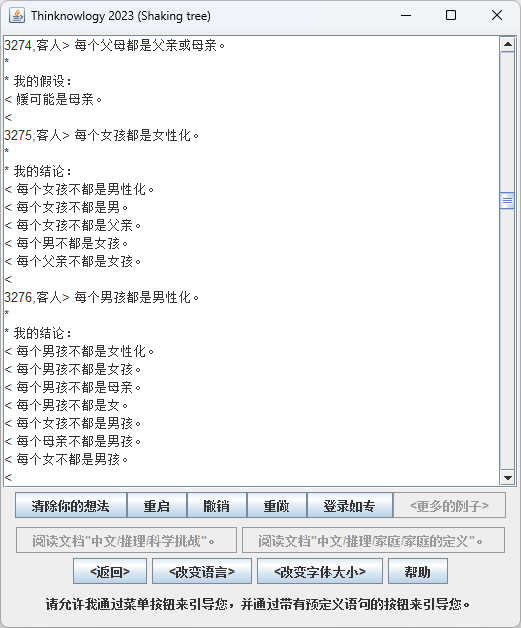 Thinknowlogy 2023 (Shaking tree)
3274,客人> 每个父母都是父亲或母亲。
*
* 我的假设：
< 媛可能是母亲。
<
3275,客人> 每个女孩都是女性化。
*
* 我的结论：
< 每个女孩不都是男性化。
< 每个女孩不都是男。
< 每个女孩不都是父亲。
< 每个男不都是女孩。
< 每个父亲不都是女孩。
<
3276,客人> 每个男孩都是男性化。
*
* 我的结论：
< 每个男孩不都是女性化。
< 每个男孩不都是女孩。
< 每个男孩不都是母亲。
< 每个男孩不都是女。
< 每个女孩不都是男孩。
< 每个母亲不都是男孩。
< 每个女不都是男孩。
<
清除你的想法 重启 撤销 重做 登录如专 <更多的例子>
阅读文档"中文/推理/科学挑战"。 阅读文档"中文/推理/家庭/家庭的定义"。
<返回> <改变语言> <改变字体大小> 帮助
请允许我通过菜单按钮来引导您，并通过带有预定义语句的按钮来引导您。